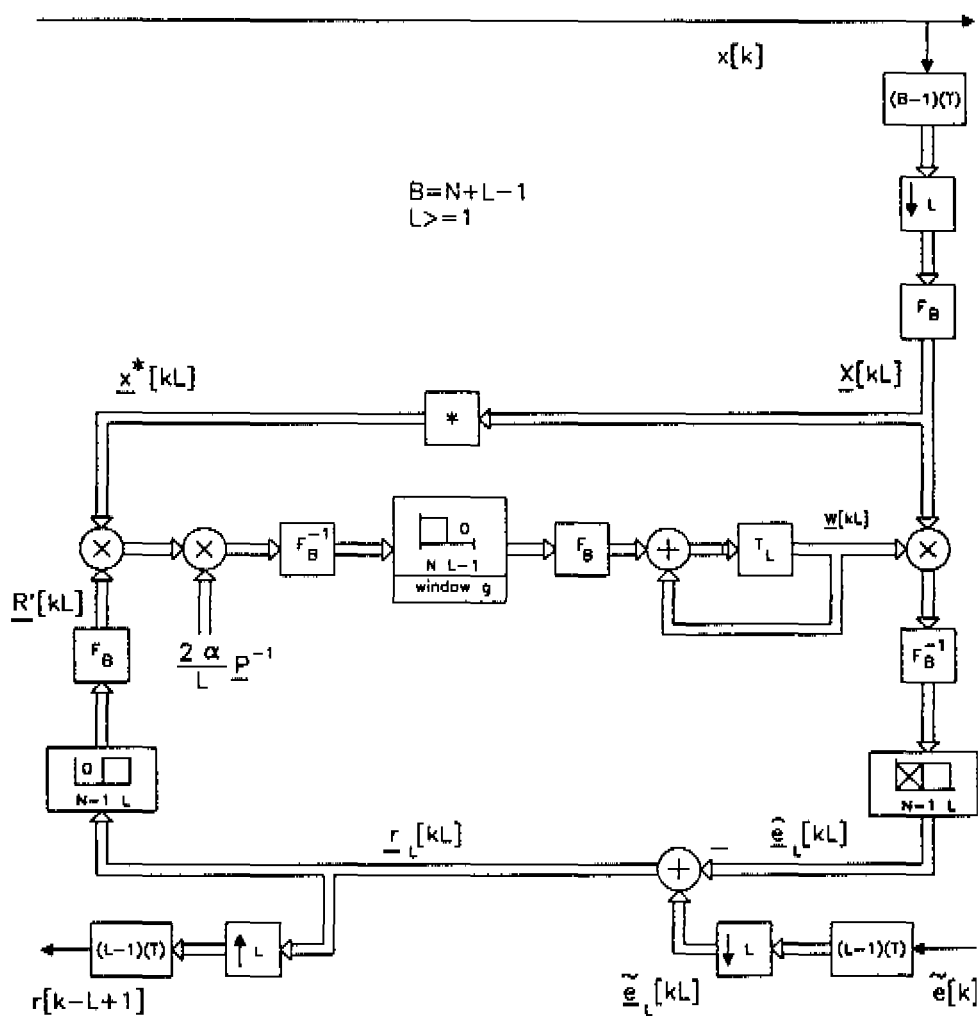 x[k]
(B-1)(T)
B=N+L-1
L>=1
↓ L
F_B
x*[kL]
X[kL]
*
×
×
F_B^-1
0
N L-1
window g
F_B
+
T_L
w[kL]
×
R'[kL]
F_B
2 α
L
P^-1
F_B^-1
0
N-1 L
N-1 L
r_L[kL]
ê_L[kL]
−
+
(L-1)(T)
↑ L
↓ L
(L-1)(T)
r[k-L+1]
ẽ_L[kL]
ẽ[k]